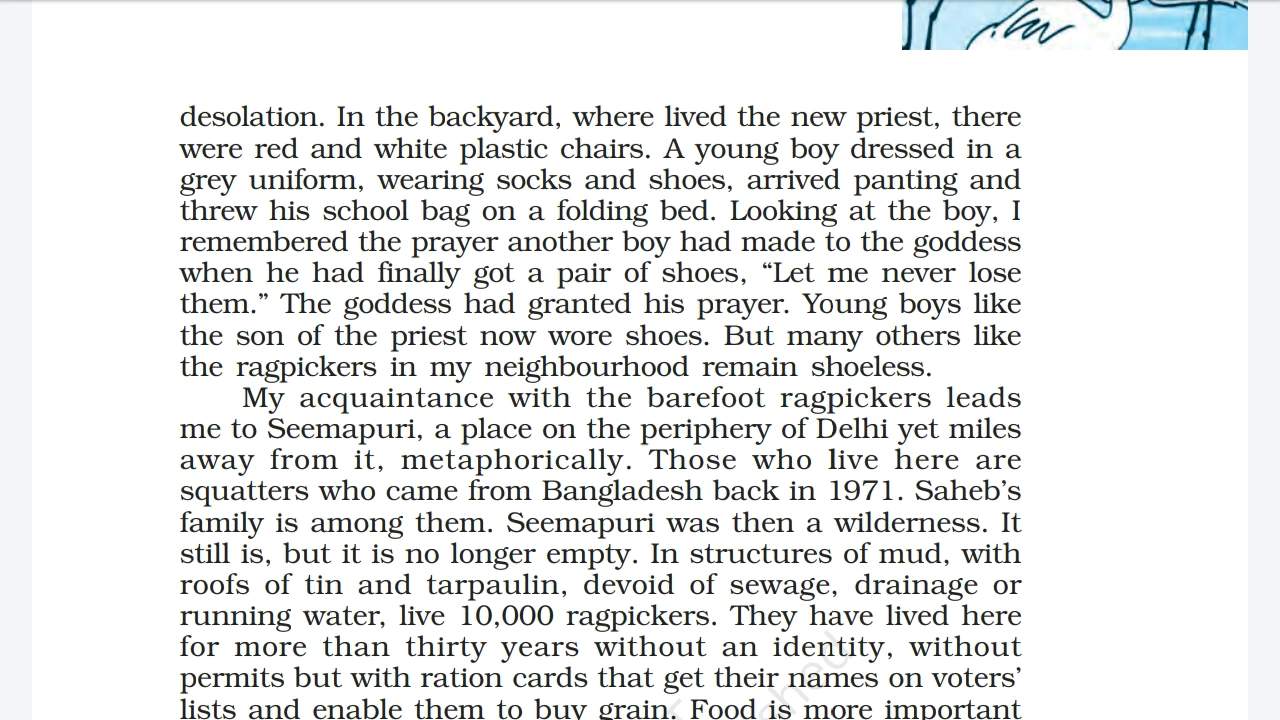 desolation. In the backyard, where lived the new priest, there
were red and white plastic chairs. A young boy dressed in a
grey uniform, wearing socks and shoes, arrived panting and
threw his school bag on a folding bed. Looking at the boy, I
remembered the prayer another boy had made to the goddess
when he had finally got a pair of shoes, “Let me never lose
them.” The goddess had granted his prayer. Young boys like
the son of the priest now wore shoes. But many others like
the ragpickers in my neighbourhood remain shoeless.
My acquaintance with the barefoot ragpickers leads
me to Seemapuri, a place on the periphery of Delhi yet miles
away from it, metaphorically. Those who live here are
squatters who came from Bangladesh back in 1971. Saheb’s
family is among them. Seemapuri was then a wilderness. It
still is, but it is no longer empty. In structures of mud, with
roofs of tin and tarpaulin, devoid of sewage, drainage or
running water, live 10,000 ragpickers. They have lived here
for more than thirty years without an identity, without
permits but with ration cards that get their names on voters’
lists and enable them to buy grain. Food is more important